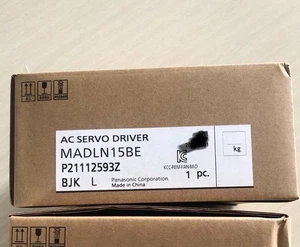 AC SERVO DRIVER
MADLN15BE
P21112593Z
BJK L
Panasonic Corporation
Made in China
1 pc.
kg